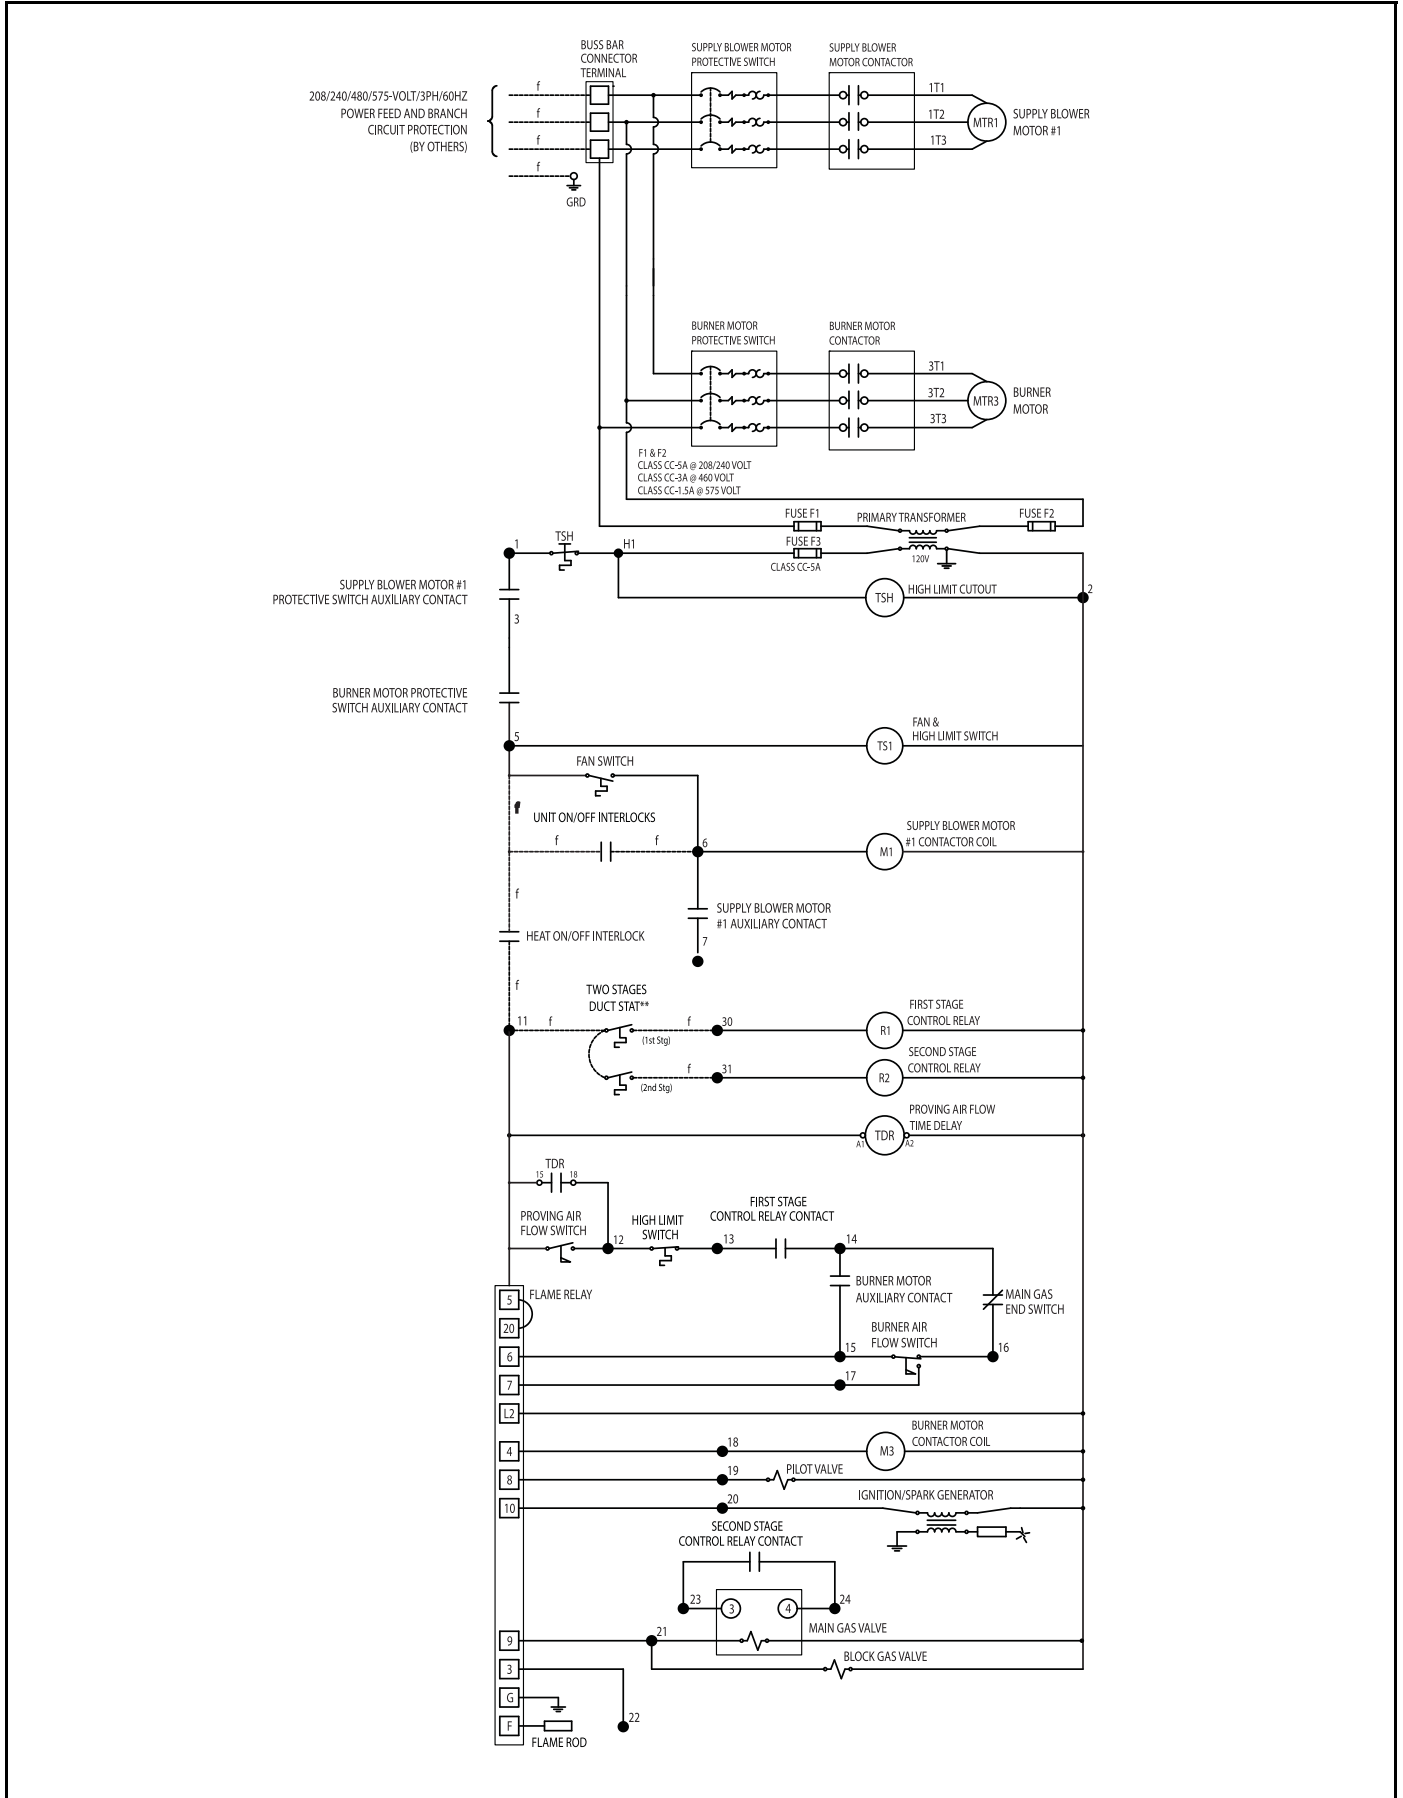 BUSS BAR
CONNECTOR
TERMINAL
SUPPLY BLOWER MOTOR
PROTECTIVE SWITCH
SUPPLY BLOWER
MOTOR CONTACTOR
208/240/480/575-VOLT/3PH/60HZ
POWER FEED AND BRANCH
CIRCUIT PROTECTION
(BY OTHERS)
f
f
f
f
GRD
1T1
1T2
1T3
MTR1
SUPPLY BLOWER
MOTOR #1
BURNER MOTOR
PROTECTIVE SWITCH
BURNER MOTOR
CONTACTOR
3T1
3T2
3T3
MTR3
BURNER
MOTOR
F1 & F2
CLASS CC-5A @ 208/240 VOLT
CLASS CC-3A @ 460 VOLT
CLASS CC-1.5A @ 575 VOLT
FUSE F1
PRIMARY TRANSFORMER
FUSE F2
1
TSH
H1
FUSE F3
CLASS CC-5A
120V
SUPPLY BLOWER MOTOR #1
PROTECTIVE SWITCH AUXILIARY CONTACT
TSH
HIGH LIMIT CUTOUT
2
3
BURNER MOTOR PROTECTIVE
SWITCH AUXILIARY CONTACT
5
TS1
FAN &
HIGH LIMIT SWITCH
FAN SWITCH
f
UNIT ON/OFF INTERLOCKS
f
f
6
M1
SUPPLY BLOWER MOTOR
#1 CONTACTOR COIL
f
SUPPLY BLOWER MOTOR
#1 AUXILIARY CONTACT
HEAT ON/OFF INTERLOCK
7
f
TWO STAGES
DUCT STAT**
11
f
(1st Stg)
f
30
R1
FIRST STAGE
CONTROL RELAY
(2nd Stg)
f
31
R2
SECOND STAGE
CONTROL RELAY
A1
TDR
A2
PROVING AIR FLOW
TIME DELAY
TDR
15
18
PROVING AIR
FLOW SWITCH
12
HIGH LIMIT
SWITCH
13
FIRST STAGE
CONTROL RELAY CONTACT
14
BURNER MOTOR
AUXILIARY CONTACT
MAIN GAS
END SWITCH
5
FLAME RELAY
20
BURNER AIR
FLOW SWITCH
6
15
16
7
17
L2
4
18
M3
BURNER MOTOR
CONTACTOR COIL
8
19
PILOT VALVE
10
20
IGNITION/SPARK GENERATOR
SECOND STAGE
CONTROL RELAY CONTACT
23
3
4
24
9
21
MAIN GAS VALVE
3
BLOCK GAS VALVE
G
F
FLAME ROD
22